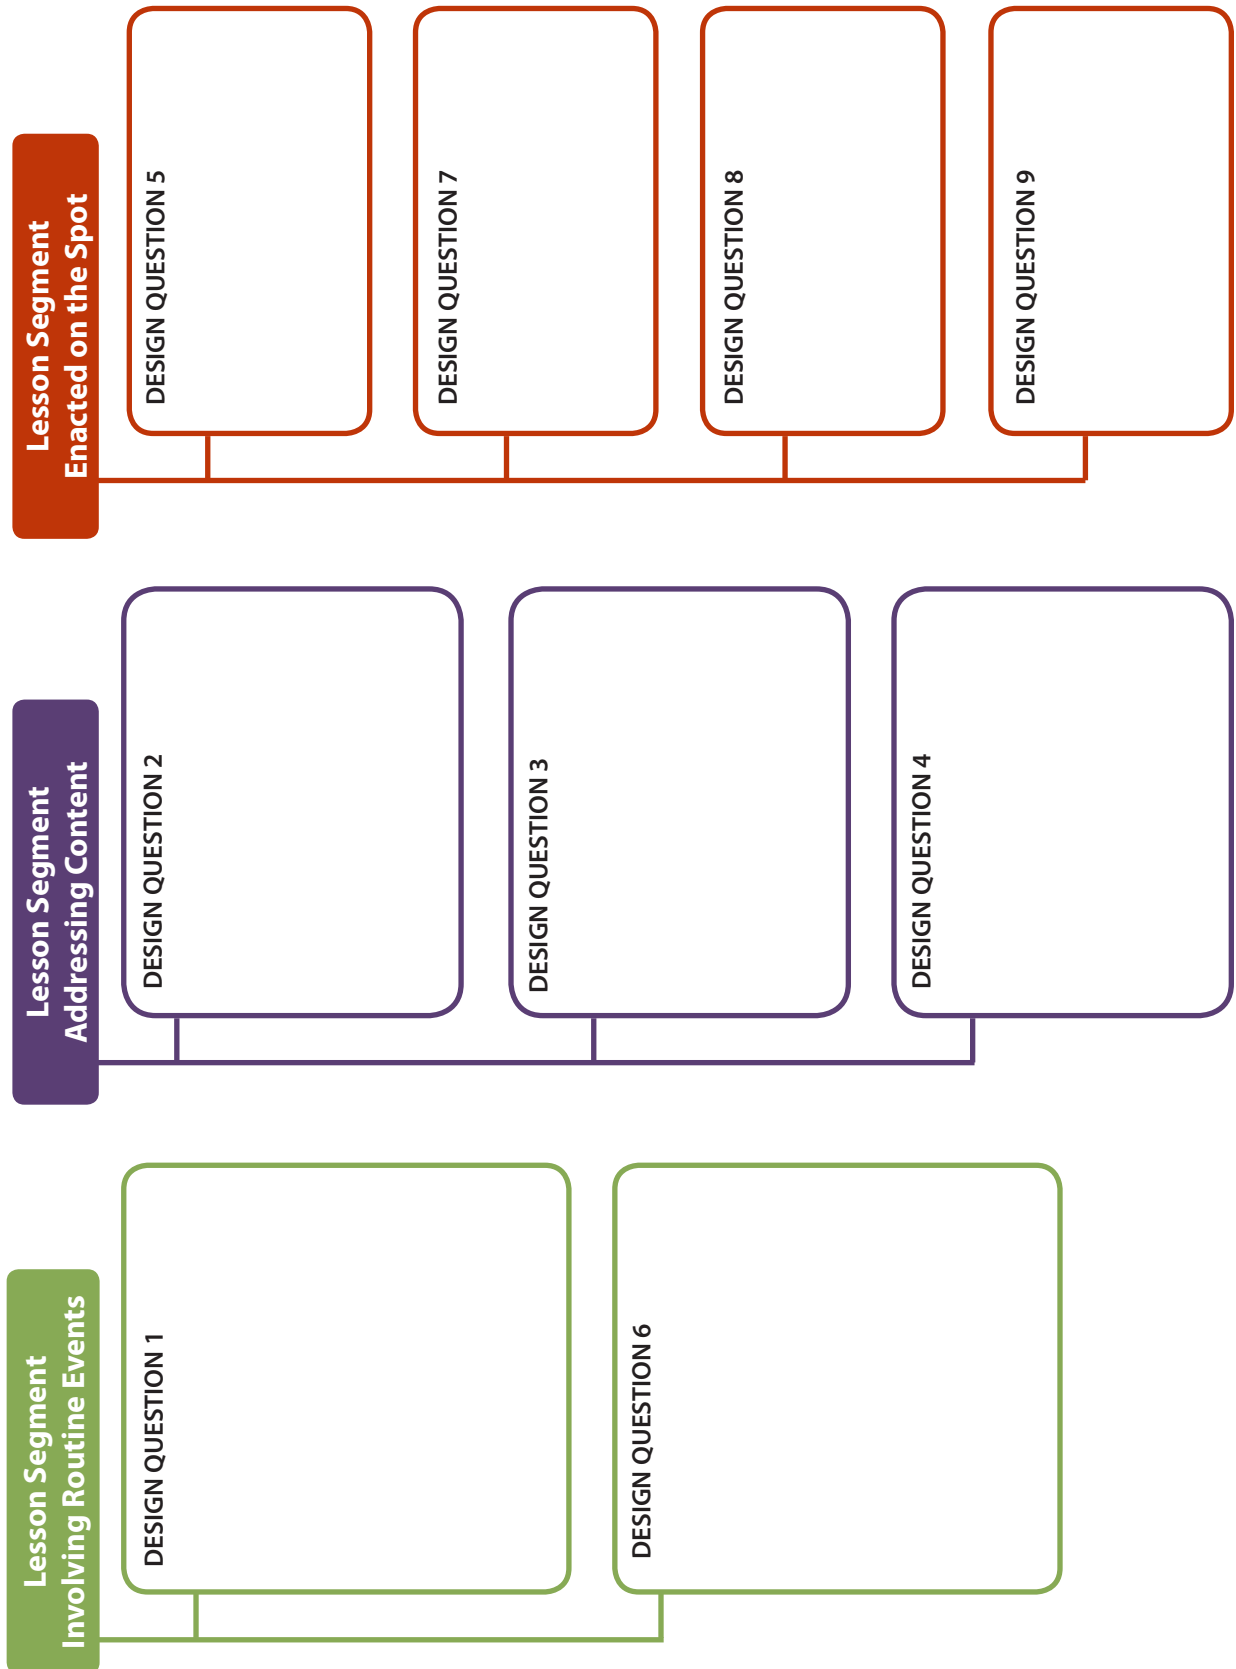 Lesson Segment
Involving Routine Events
DESIGN QUESTION 1
DESIGN QUESTION 6
Lesson Segment
Addressing Content
DESIGN QUESTION 2
DESIGN QUESTION 3
DESIGN QUESTION 4
Lesson Segment
Enacted on the Spot
DESIGN QUESTION 5
DESIGN QUESTION 7
DESIGN QUESTION 8
DESIGN QUESTION 9